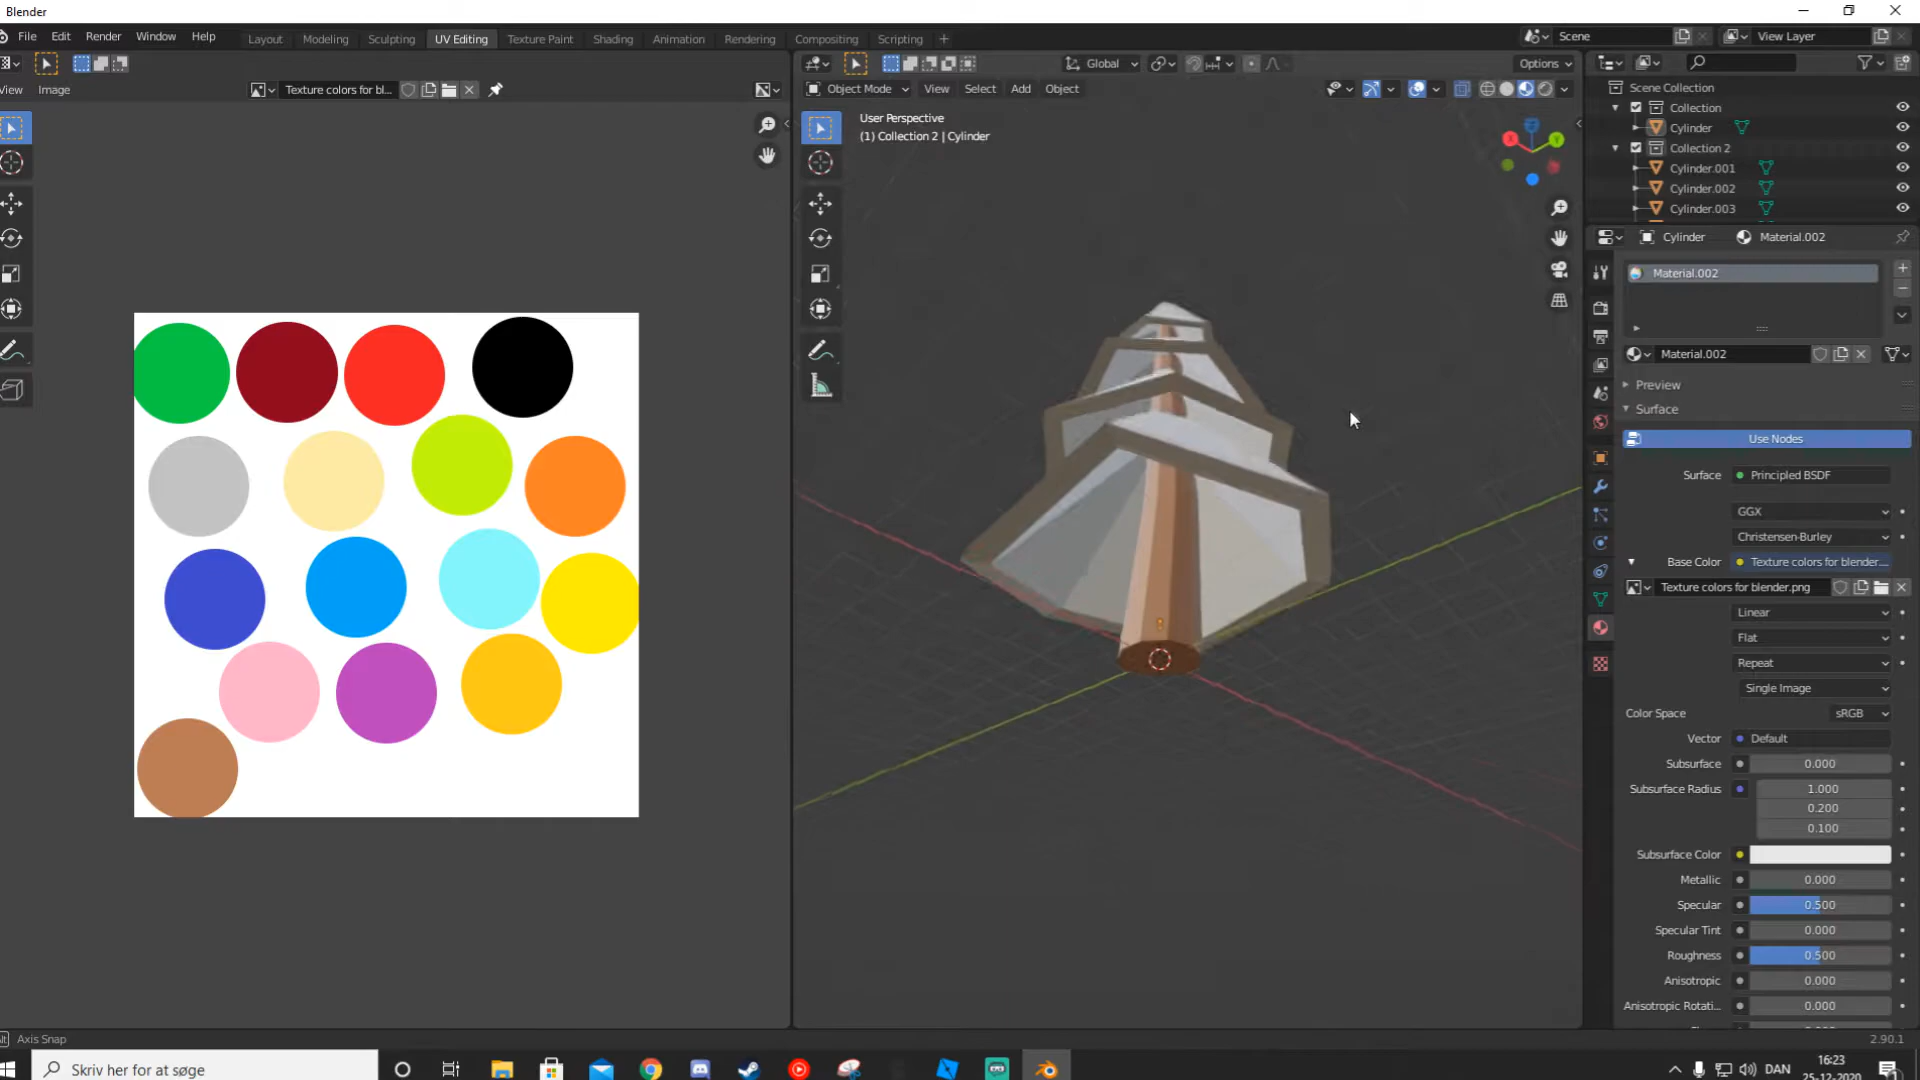 Blender
File Edit Render Window Help
Layout Modeling Sculpting UV Editing Texture Paint Shading Animation Rendering Compositing Scripting
Scene
View Layer
Global
Options
View Image
Texture colors for bl...
Object Mode View Select Add Object
User Perspective
(1) Collection 2 | Cylinder
Scene Collection
Collection
Cylinder
Collection 2
Cylinder.001
Cylinder.002
Cylinder.003
Cylinder Material.002
Material.002
Material.002
Preview
Surface
Use Nodes
Surface Principled BSDF
GGX
Christensen-Burley
Base Color Texture colors for blender....
Texture colors for blender.png
Linear
Flat
Repeat
Single Image
Color Space sRGB
Vector Default
Subsurface 0.000
Subsurface Radius 1.000
0.200
0.100
Subsurface Color
Metallic 0.000
Specular 0.500
Specular Tint 0.000
Roughness 0.500
Anisotropic 0.000
Anisotropic Rotati... 0.000
Axis Snap
2.90.1
Skriv her for at søge
DAN
16:23
25-12-2020